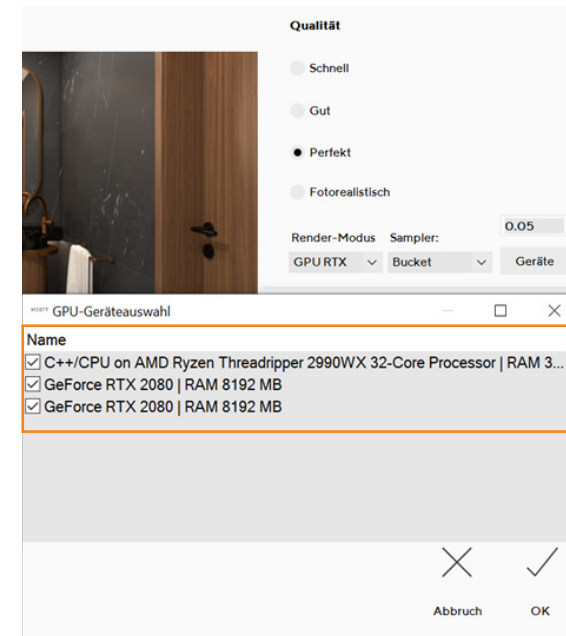 Qualität
Schnell
Gut
Perfekt
Fotorealistisch
0.05
Render-Modus Sampler:
GPU RTX Bucket Geräte
GPU-Geräteauswahl
Name
C++/CPU on AMD Ryzen Threadripper 2990WX 32-Core Processor | RAM 3...
GeForce RTX 2080 | RAM 8192 MB
GeForce RTX 2080 | RAM 8192 MB
Abbruch OK